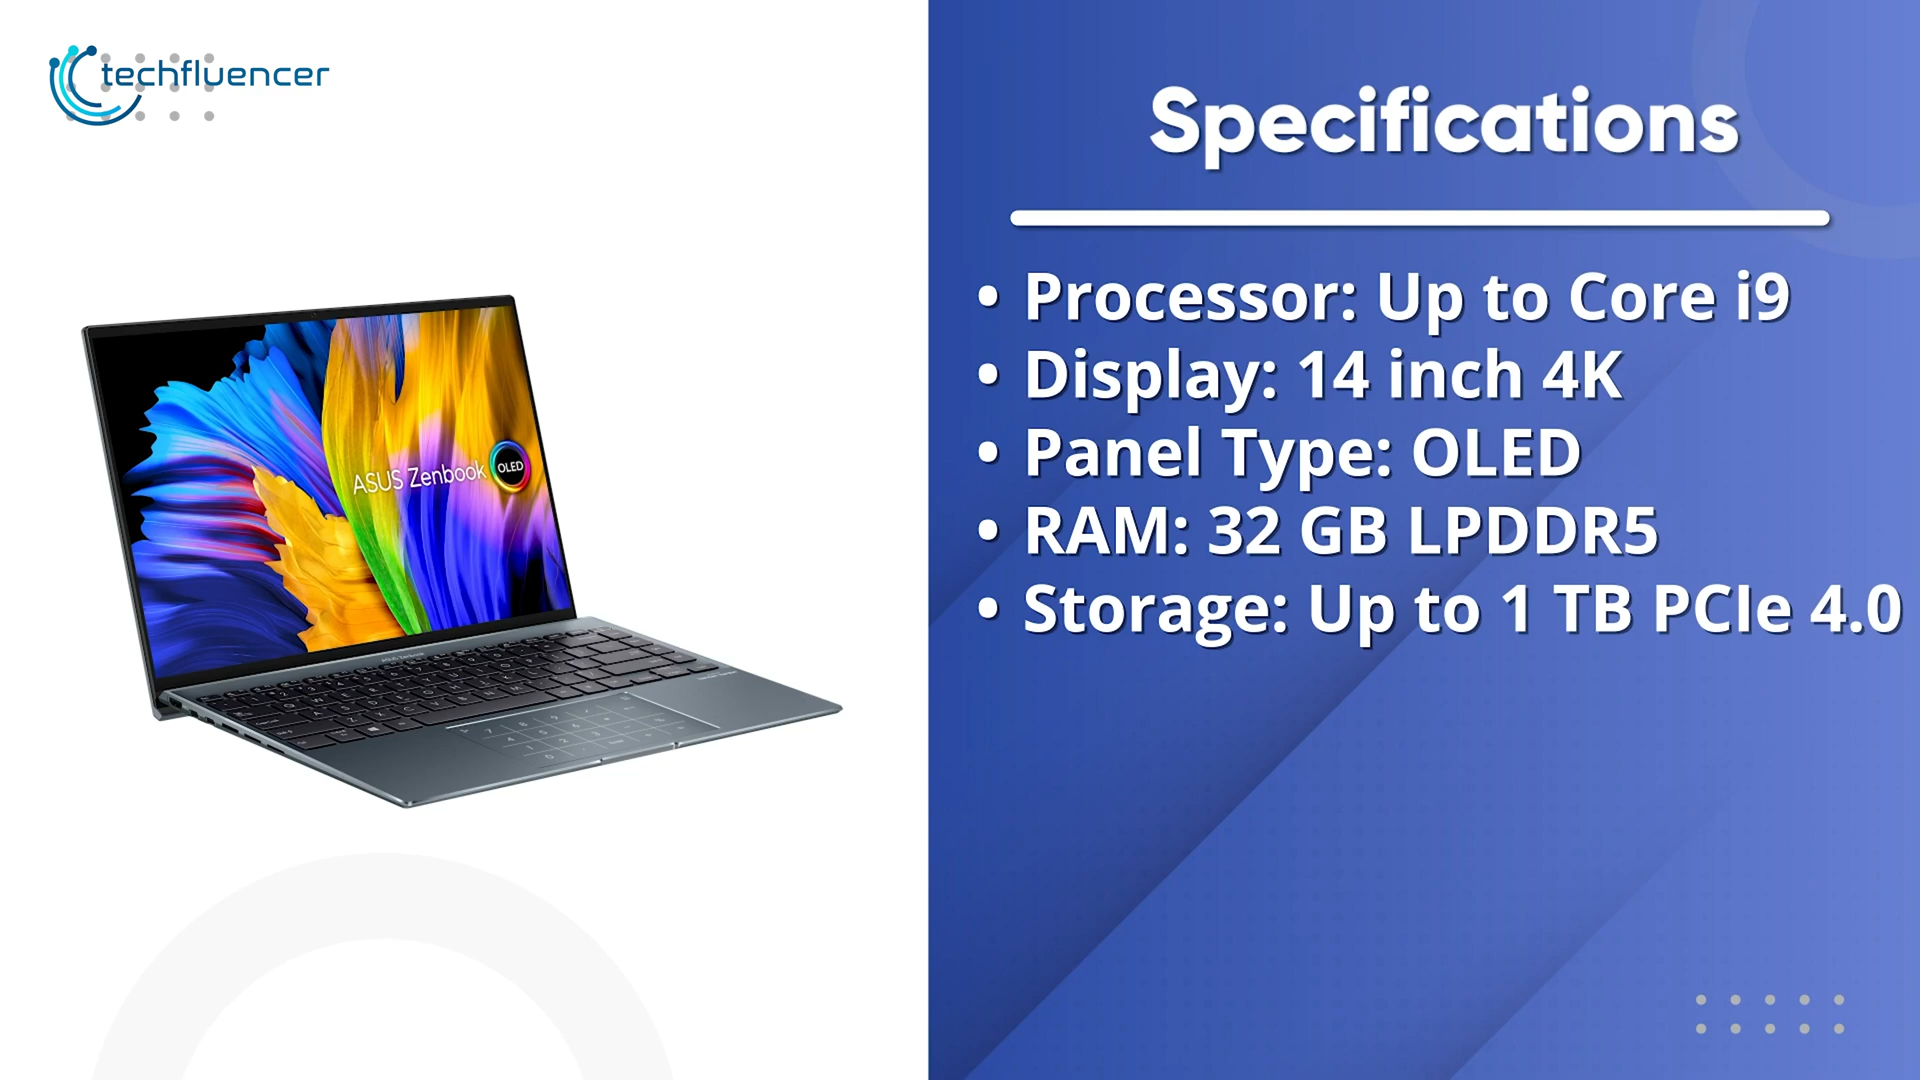 techfluencer
Specifications
• Processor: Up to Core i9
• Display: 14 inch 4K
• Panel Type: OLED
• RAM: 32 GB LPDDR5
• Storage: Up to 1 TB PCIe 4.0
ASUS Zenbook OLED